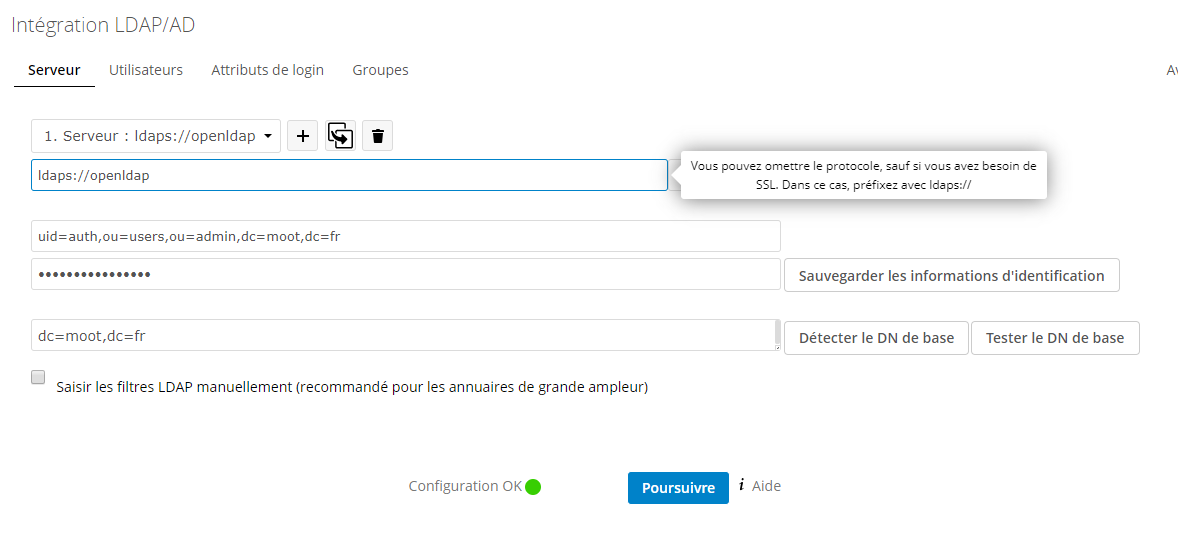 Intégration LDAP/AD
Serveur Utilisateurs Attributs de login Groupes
1. Serveur : ldaps://openldap
ldaps://openldap
Vous pouvez omettre le protocole, sauf si vous avez besoin de
SSL. Dans ce cas, préfixez avec ldaps://
uid=auth,ou=users,ou=admin,dc=moot,dc=fr
•••••••••••••••• Sauvegarder les informations d'identification
dc=moot,dc=fr Détecter le DN de base Tester le DN de base
Saisir les filtres LDAP manuellement (recommandé pour les annuaires de grande ampleur)
Configuration OK Poursuivre i Aide